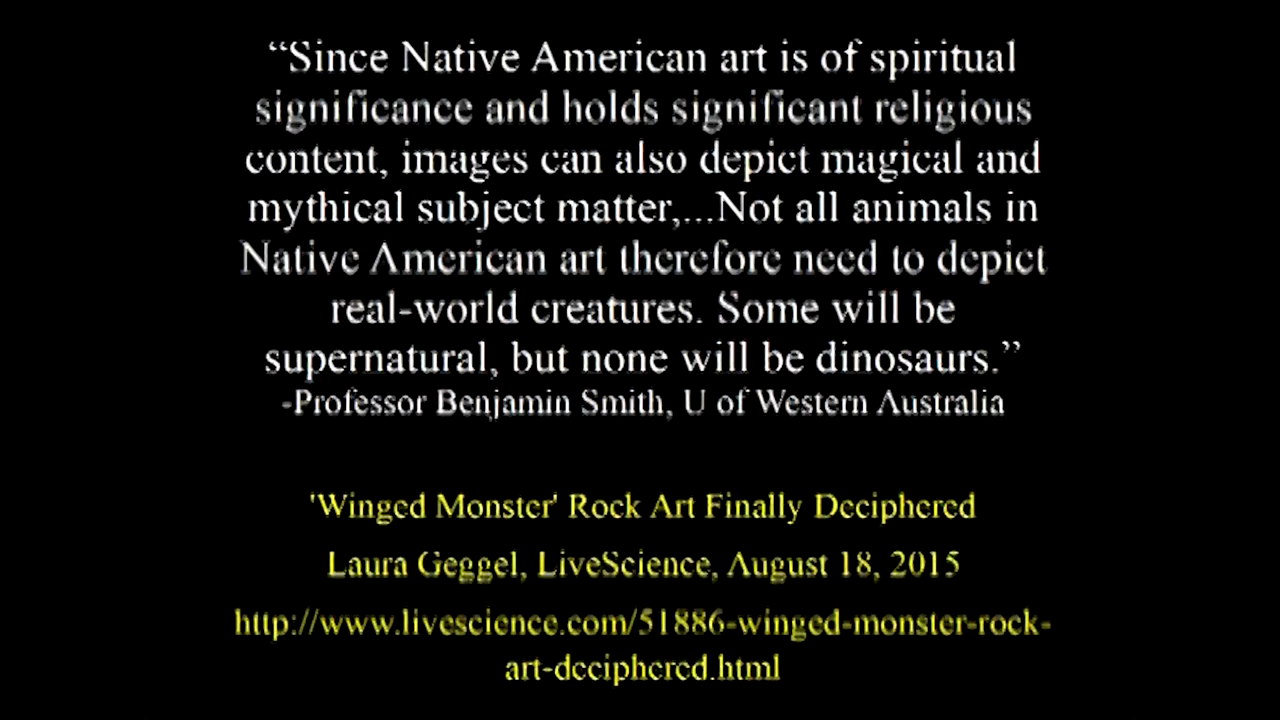 “Since Native American art is of spiritual
significance and holds significant religious
content, images can also depict magical and
mythical subject matter,...Not all animals in
Native American art therefore need to depict
real-world creatures. Some will be
supernatural, but none will be dinosaurs.”
-Professor Benjamin Smith, U of Western Australia
'Winged Monster' Rock Art Finally Deciphered
Laura Geggel, LiveScience, August 18, 2015
http://www.livescience.com/51886-winged-monster-rock-
art-deciphered.html